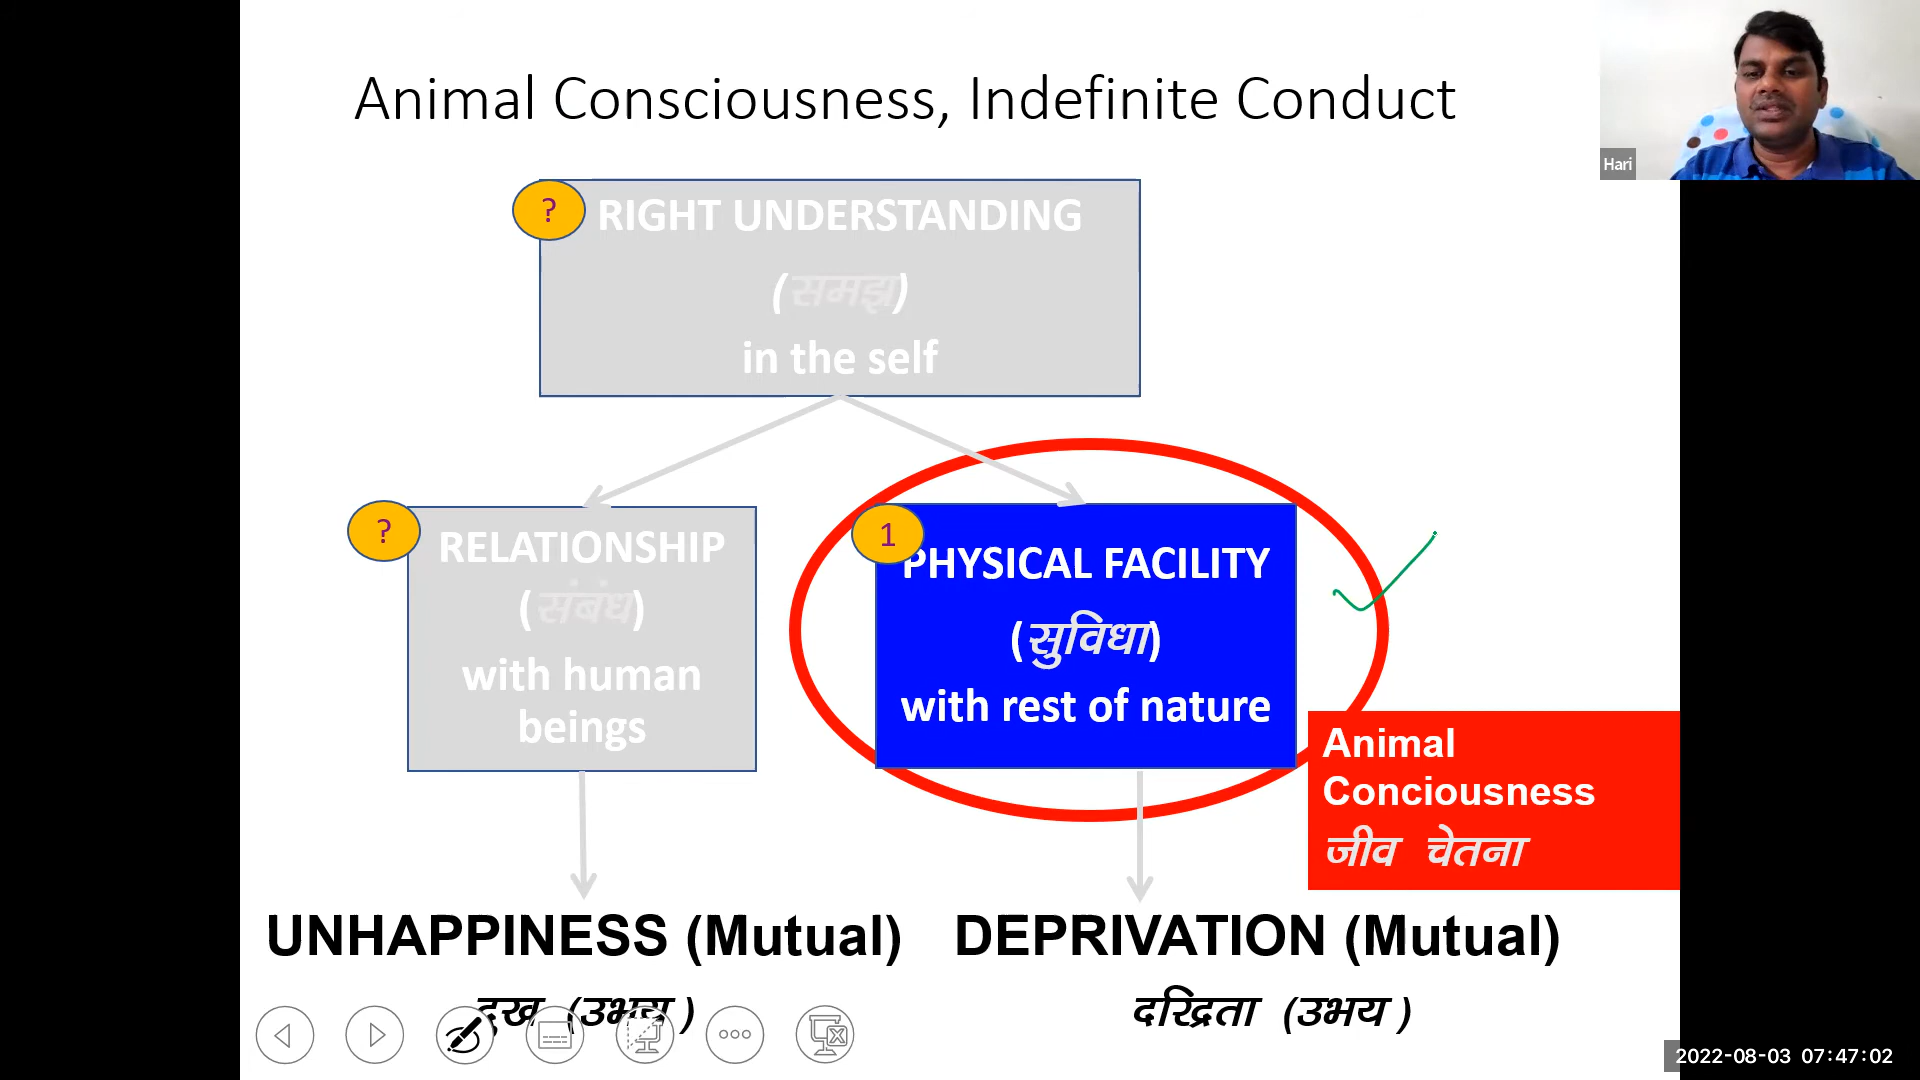 Animal Consciousness, Indefinite Conduct
Hari
?
RIGHT UNDERSTANDING
(समझ)
in the self
?
RELATIONSHIP
(संबंध)
with human
beings
1
PHYSICAL FACILITY
(सुविधा)
with rest of nature
Animal
Conciousness
जीव चेतना
UNHAPPINESS (Mutual)
दुख (उभय )
DEPRIVATION (Mutual)
दरिद्रता (उभय )
2022-08-03 07:47:02